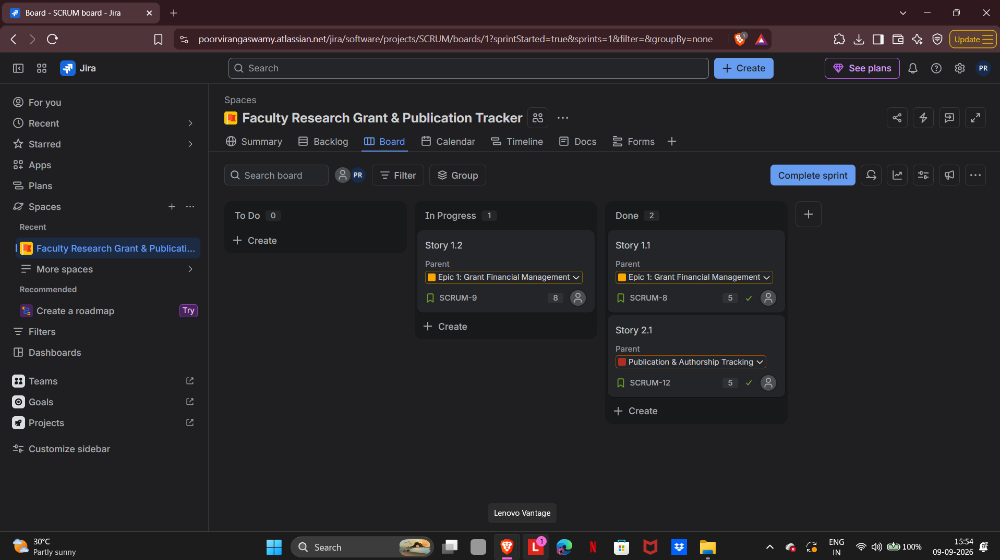 Board - SCRUM board - Jira
poorvirangaswamy.atlassian.net/jira/software/projects/SCRUM/boards/1?sprintStarted=true&sprints=1&filter=&groupBy=none
1
Update
Jira
Search
Create
See plans
PR
For you
Recent
Starred
Apps
Plans
Spaces
Recent
Faculty Research Grant & Publicati...
More spaces
Recommended
Create a roadmap
Try
Filters
Dashboards
Teams
Goals
Projects
Customize sidebar
Spaces
Faculty Research Grant & Publication Tracker
Summary
Backlog
Board
Calendar
Timeline
Docs
Forms
Search board
PR
Filter
Group
Complete sprint
To Do 0
Create
In Progress 1
Story 1.2
Parent
Epic 1: Grant Financial Management
SCRUM-9
8
Create
Done 2
Story 1.1
Parent
Epic 1: Grant Financial Management
SCRUM-8
5
Story 2.1
Parent
Publication & Authorship Tracking
SCRUM-12
5
Create
Lenovo Vantage
30°C
Partly sunny
Search
L
1
N
ENG
IN
100%
15:54
09-09-2026